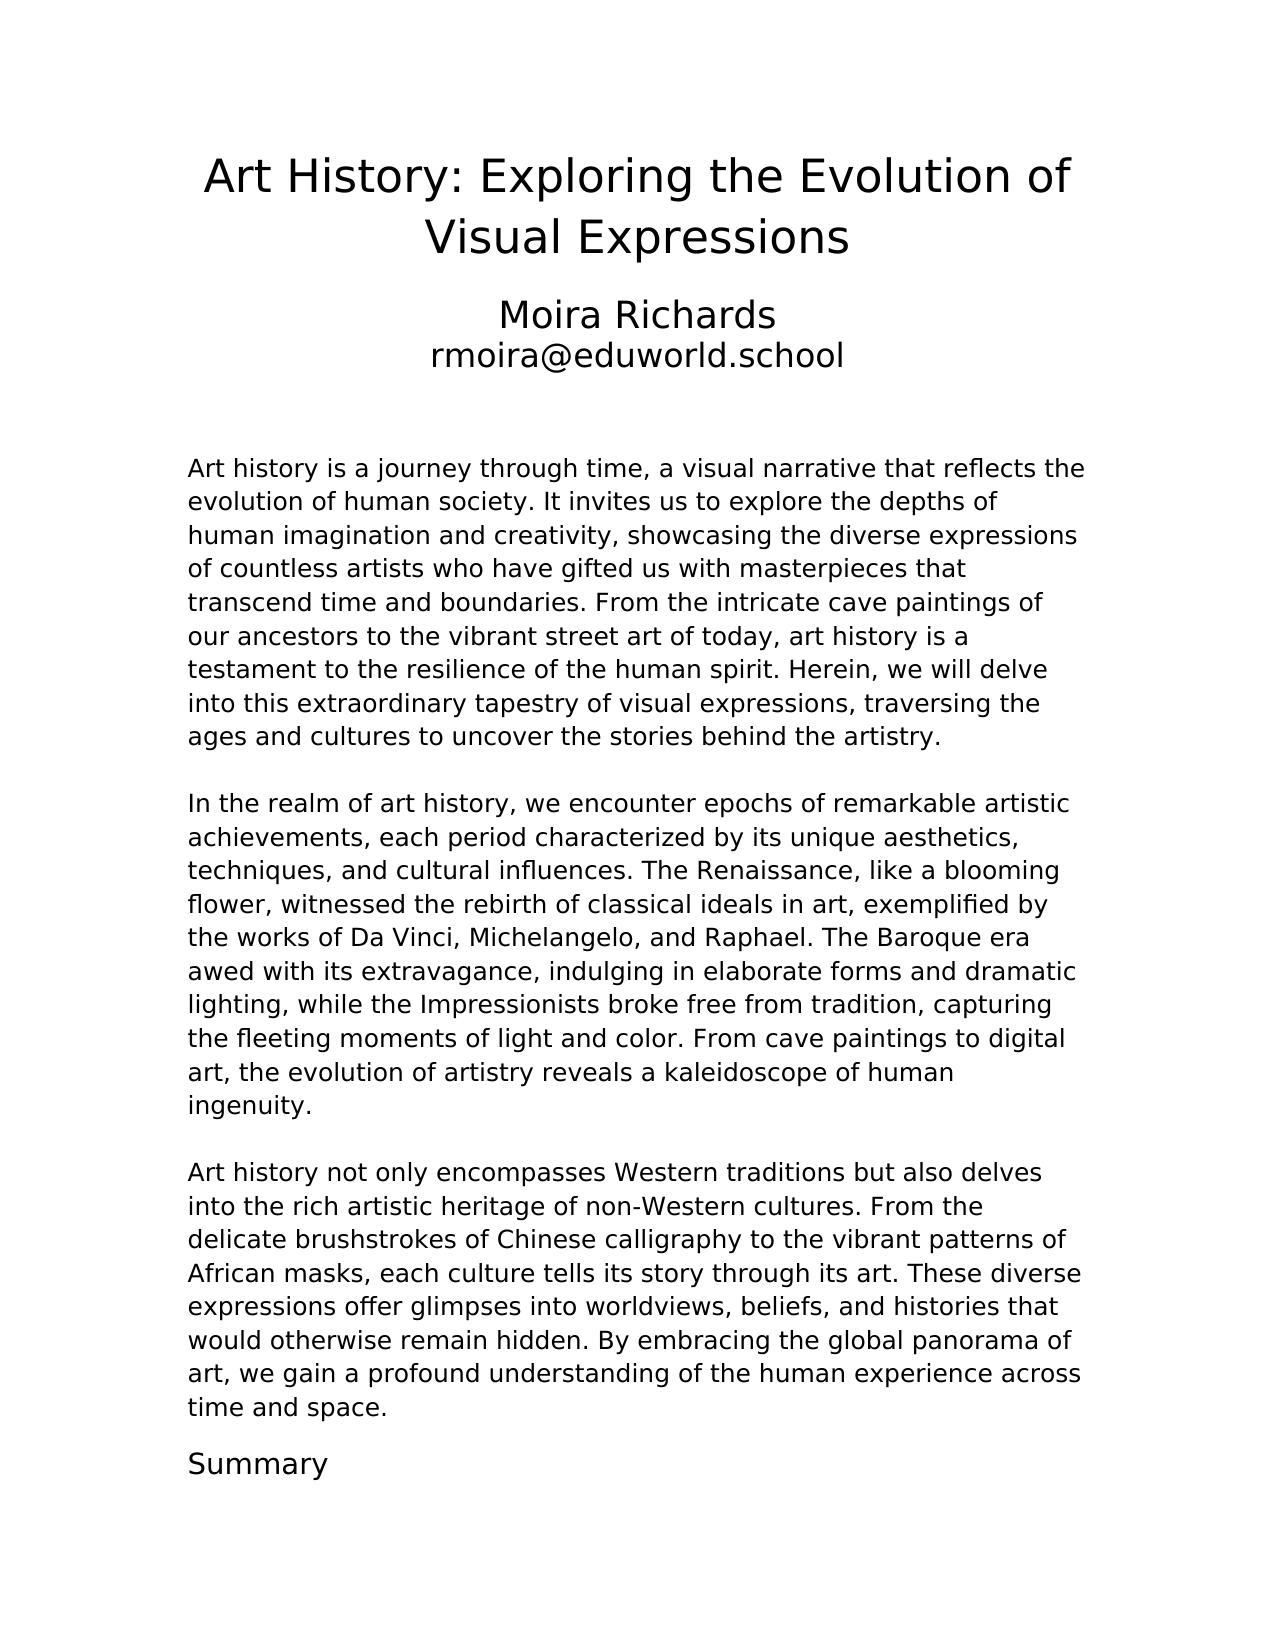 Art History: Exploring the Evolution of
Visual Expressions
Moira Richards
rmoira@eduworld.school
Art history is a journey through time, a visual narrative that reflects the
evolution of human society. It invites us to explore the depths of
human imagination and creativity, showcasing the diverse expressions
of countless artists who have gifted us with masterpieces that
transcend time and boundaries. From the intricate cave paintings of
our ancestors to the vibrant street art of today, art history is a
testament to the resilience of the human spirit. Herein, we will delve
into this extraordinary tapestry of visual expressions, traversing the
ages and cultures to uncover the stories behind the artistry.
In the realm of art history, we encounter epochs of remarkable artistic
achievements, each period characterized by its unique aesthetics,
techniques, and cultural influences. The Renaissance, like a blooming
flower, witnessed the rebirth of classical ideals in art, exemplified by
the works of Da Vinci, Michelangelo, and Raphael. The Baroque era
awed with its extravagance, indulging in elaborate forms and dramatic
lighting, while the Impressionists broke free from tradition, capturing
the fleeting moments of light and color. From cave paintings to digital
art, the evolution of artistry reveals a kaleidoscope of human
ingenuity.
Art history not only encompasses Western traditions but also delves
into the rich artistic heritage of non-Western cultures. From the
delicate brushstrokes of Chinese calligraphy to the vibrant patterns of
African masks, each culture tells its story through its art. These diverse
expressions offer glimpses into worldviews, beliefs, and histories that
would otherwise remain hidden. By embracing the global panorama of
art, we gain a profound understanding of the human experience across
time and space.
Summary